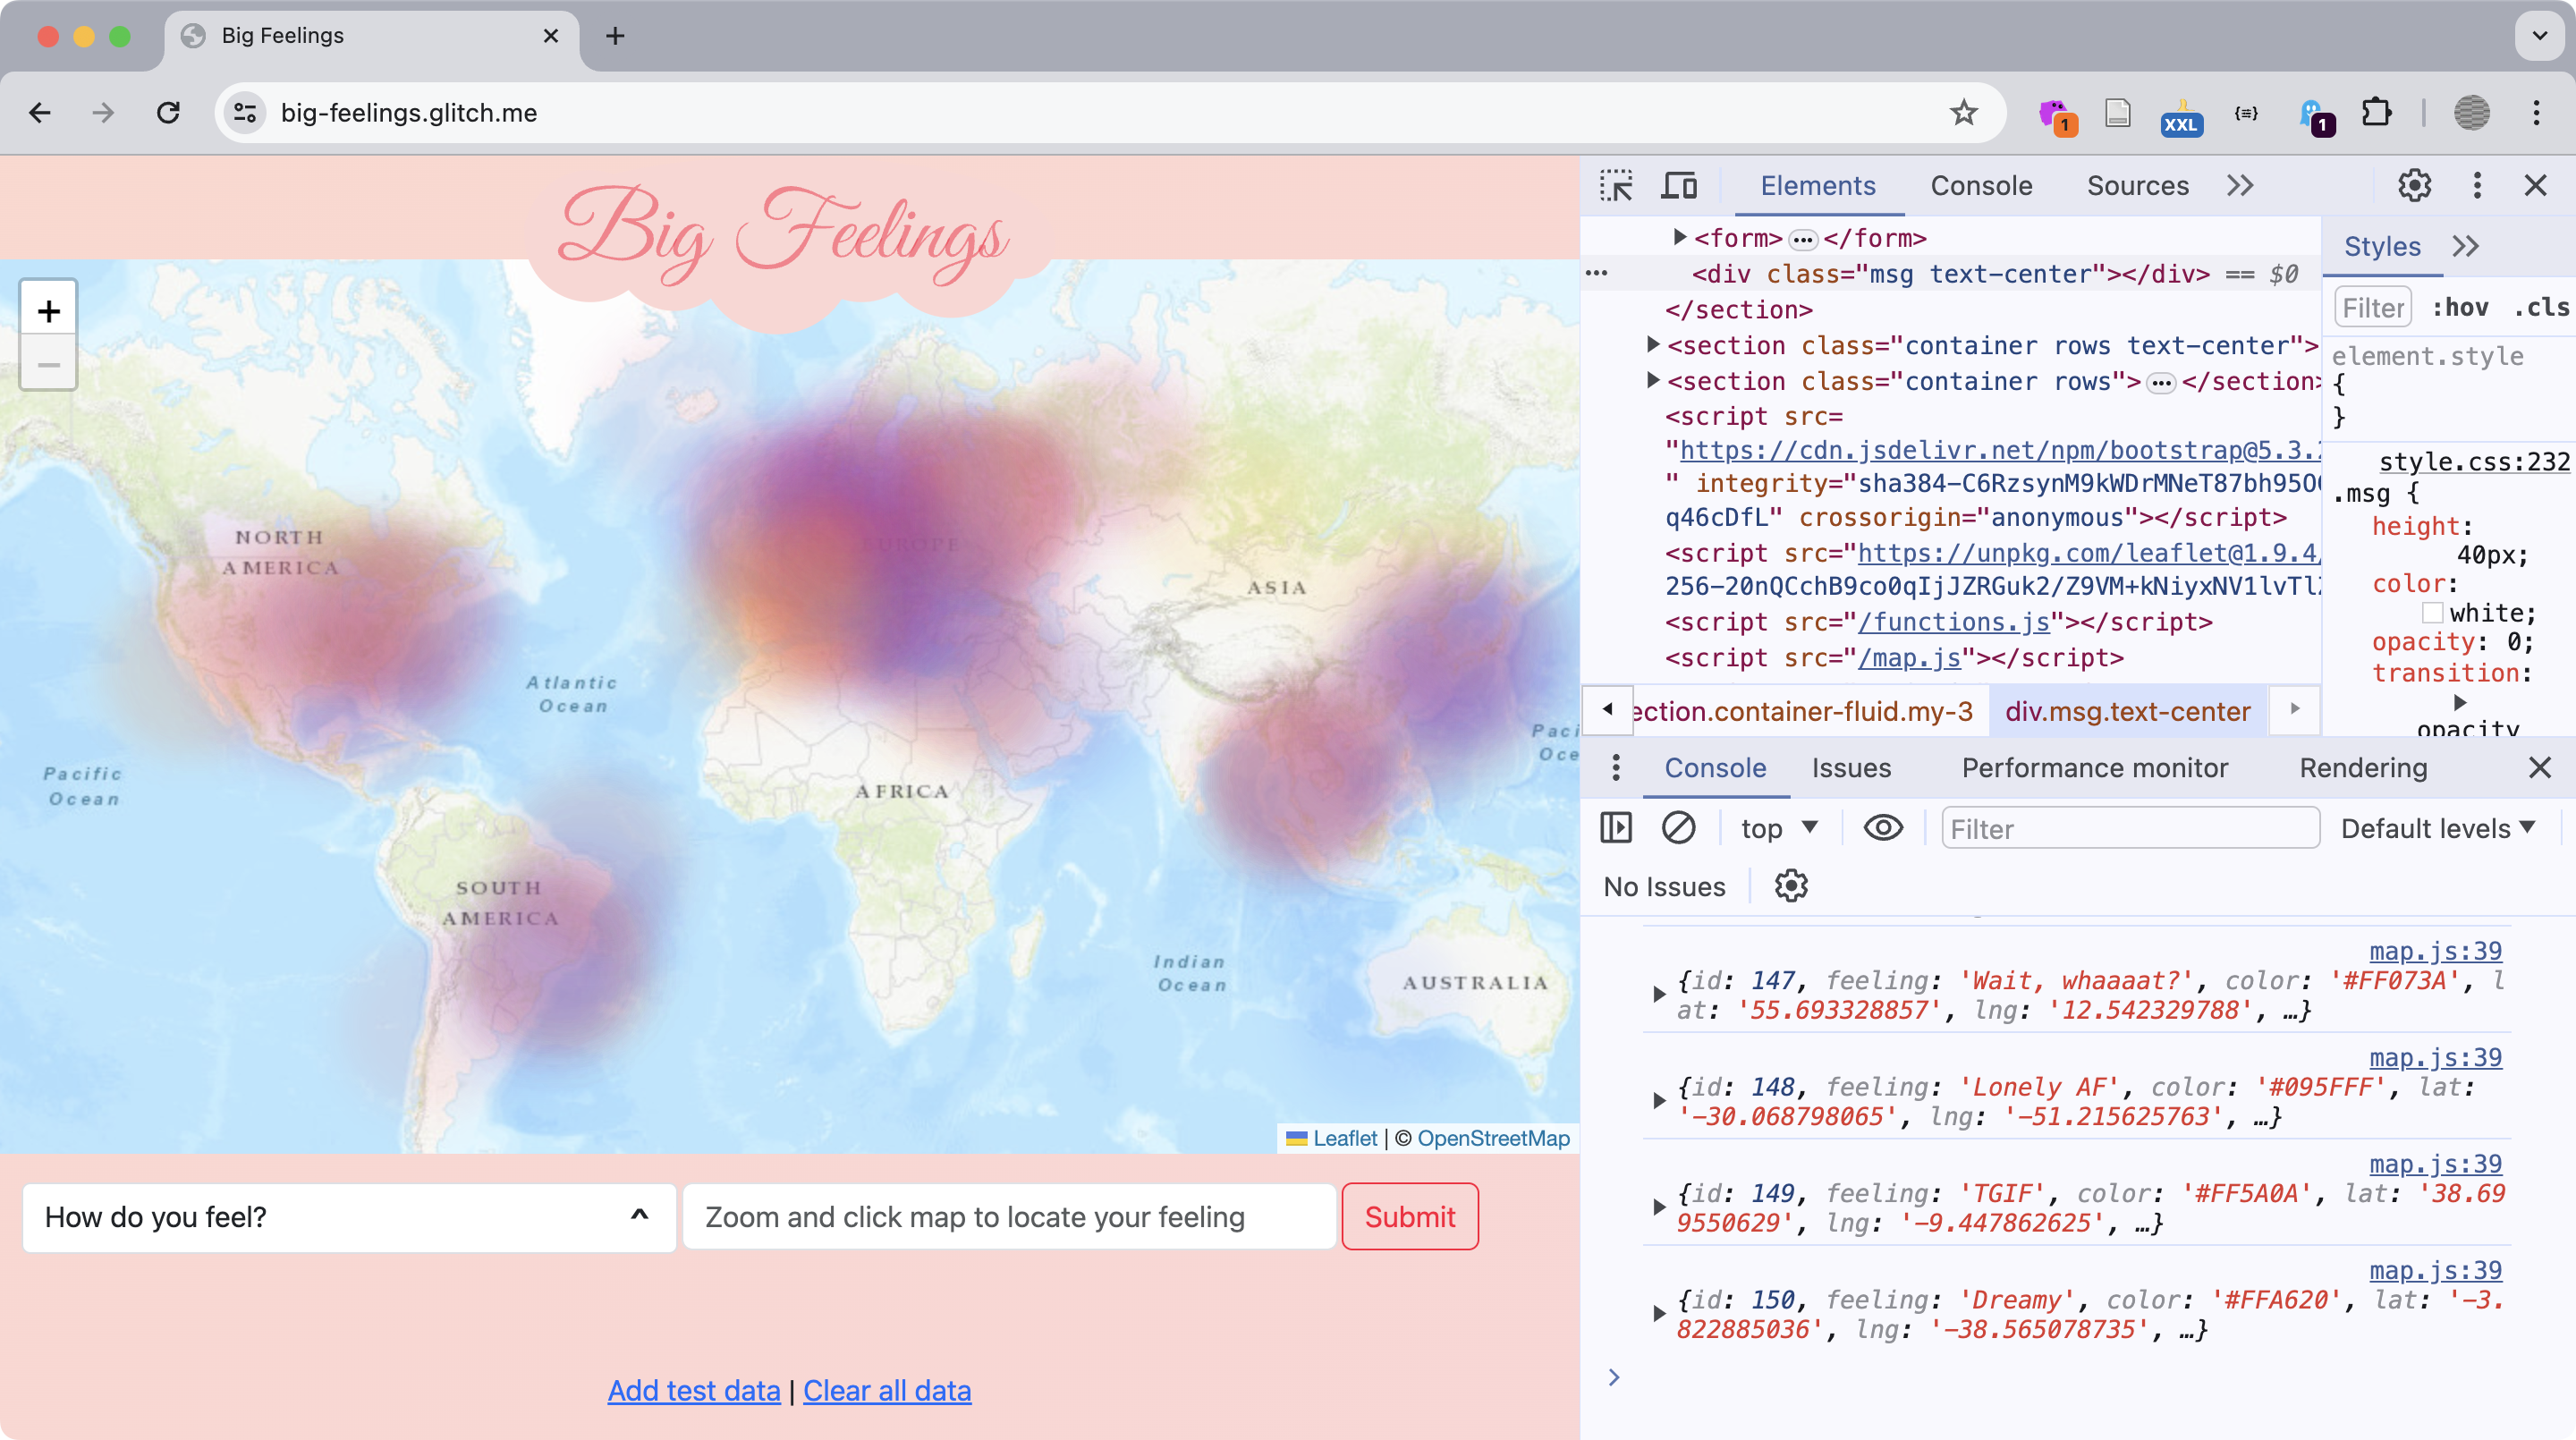 Big Feelings
big-feelings.glitch.me
1
XXL
1
Big Feelings
+
−
NORTH
AMERICA
EUROPE
ASIA
Atlantic
Ocean
Pacific
Ocean
AFRICA
SOUTH
AMERICA
Indian
Ocean
AUSTRALIA
Leaflet | © OpenStreetMap
How do you feel?
Zoom and click map to locate your feeling
Submit
Add test data | Clear all data
Elements
Console
Sources
<form> ••• </form>
<div class="msg text-center"></div> == $0
</section>
<section class="container rows text-center">
<section class="container rows"> ••• </section>
<script src=
"https://cdn.jsdelivr.net/npm/bootstrap@5.3.
" integrity="sha384-C6RzsynM9kWDrMNeT87bh95O
q46cDfL" crossorigin="anonymous"></script>
<script src="https://unpkg.com/leaflet@1.9.4/
256-20nQCchB9co0qIjJZRGuk2/Z9VM+kNiyxNV1lvTl
<script src="/functions.js"></script>
<script src="/map.js"></script>
ection.container-fluid.my-3
div.msg.text-center
Styles
Filter
:hov
.cls
element.style
{
}
style.css:232
.msg {
height:
40px;
color:
white;
opacity: 0;
transition:
opacity
Console
Issues
Performance monitor
Rendering
top
Filter
Default levels
No Issues
map.js:39
{id: 147, feeling: 'Wait, whaaaat?', color: '#FF073A', l
at: '55.693328857', lng: '12.542329788', …}
map.js:39
{id: 148, feeling: 'Lonely AF', color: '#095FFF', lat:
'-30.068798065', lng: '-51.215625763', …}
map.js:39
{id: 149, feeling: 'TGIF', color: '#FF5A0A', lat: '38.69
9550629', lng: '-9.447862625', …}
map.js:39
{id: 150, feeling: 'Dreamy', color: '#FFA620', lat: '-3.
822885036', lng: '-38.565078735', …}